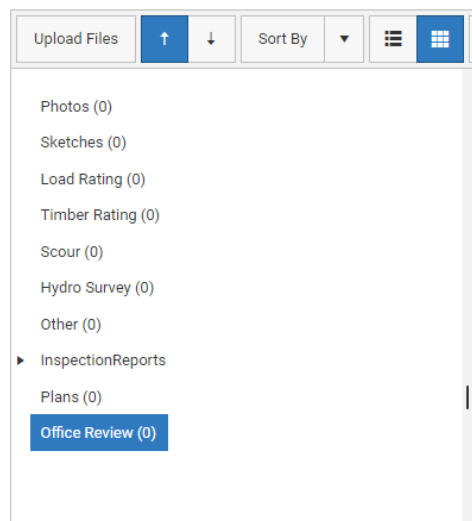 Upload Files Sort By
Photos (0)
Sketches (0)
Load Rating (0)
Timber Rating (0)
Scour (0)
Hydro Survey (0)
Other (0)
InspectionReports
Plans (0)
Office Review (0)